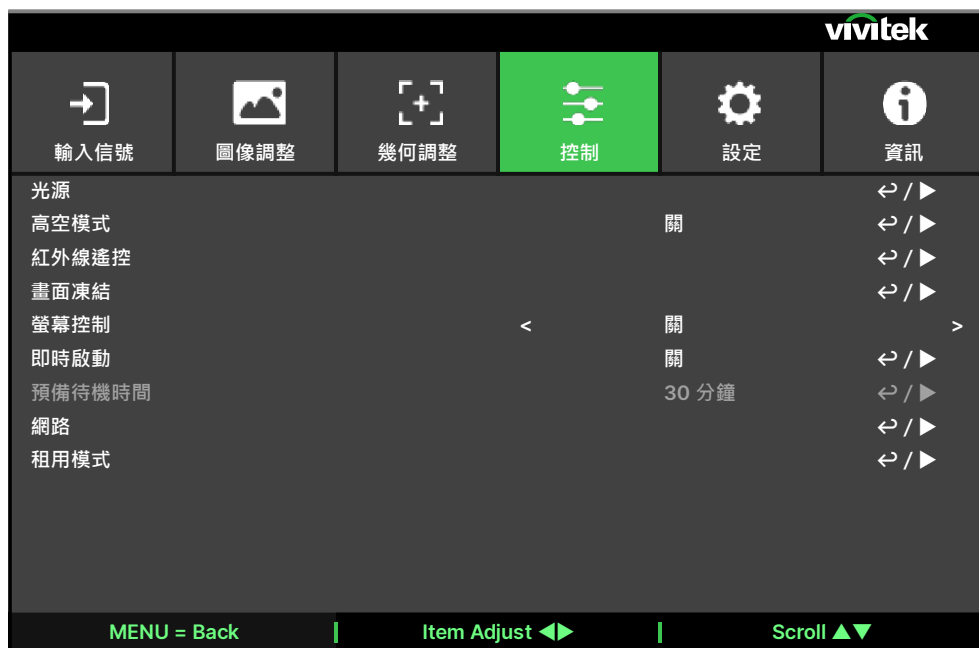 vivitek
輸入信號 圖像調整 幾何調整 控制 設定 資訊
光源 /
高空模式 關 /
紅外線遙控 /
畫面凍結 /
螢幕控制 < 關 >
即時啟動 關 /
預備待機時間 30 分鐘 /
網路 /
租用模式 /
MENU = Back Item Adjust ◀▶ Scroll ▲▼